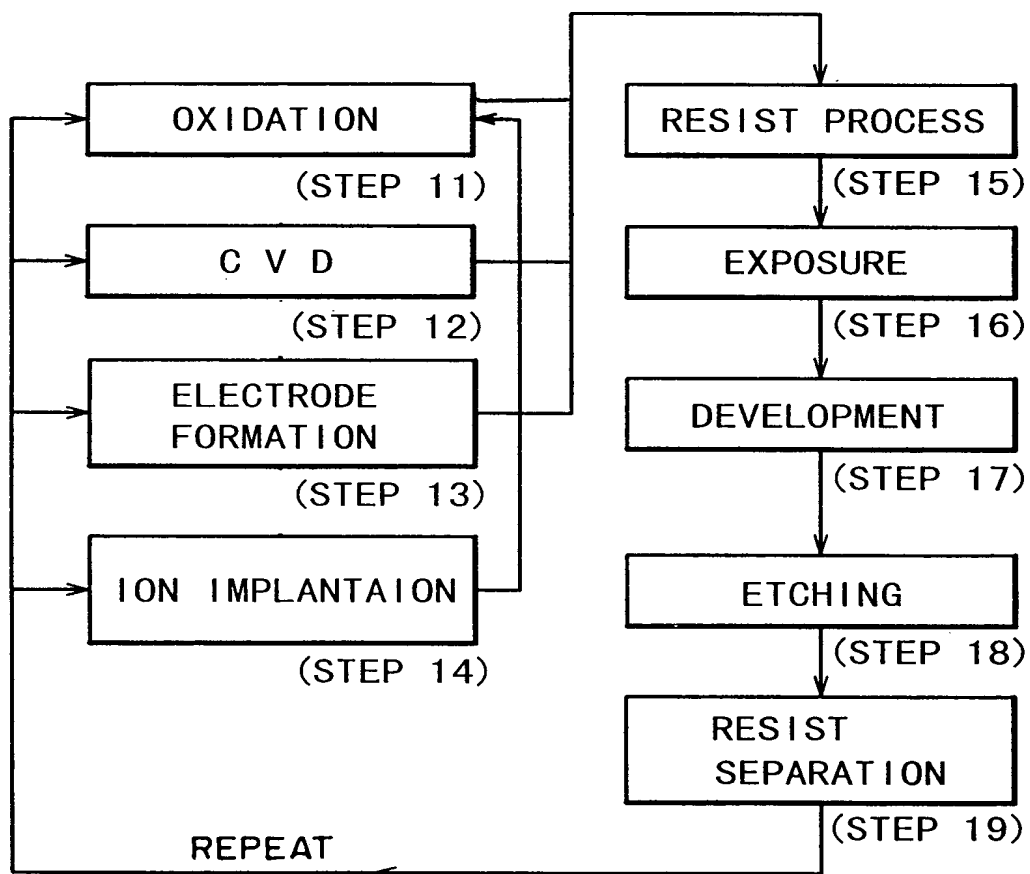 OXIDATION
(STEP 11)
CVD
(STEP 12)
ELECTRODE
FORMATION
(STEP 13)
ION IMPLANTAION
(STEP 14)
RESIST PROCESS
(STEP 15)
EXPOSURE
(STEP 16)
DEVELOPMENT
(STEP 17)
ETCHING
(STEP 18)
RESIST
SEPARATION
(STEP 19)
REPEAT